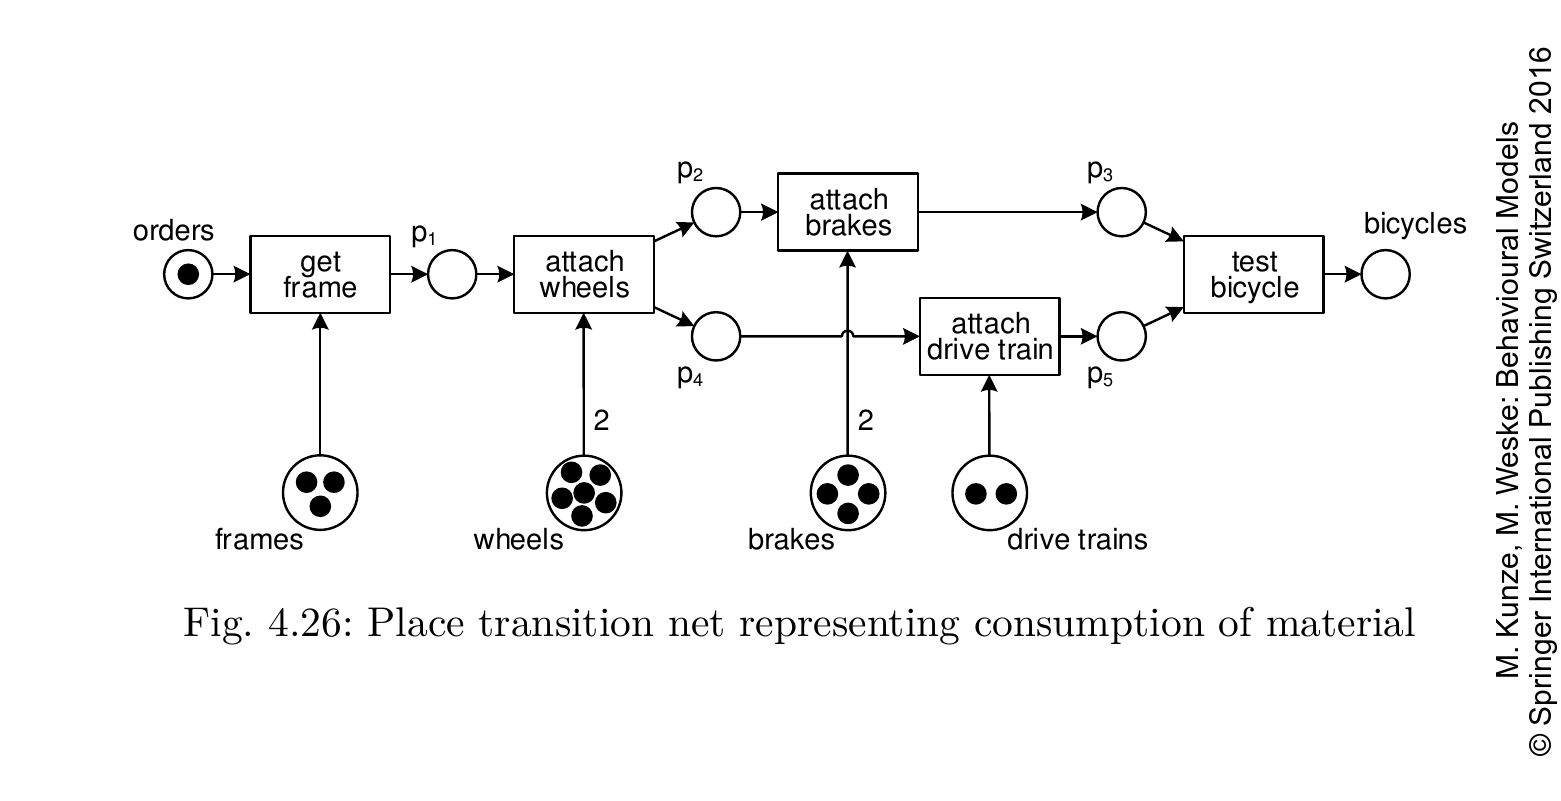 orders
get
frame
p1
attach
wheels
p2
p4
attach
brakes
attach
drive train
p3
p5
test
bicycle
bicycles
2
2
frames
wheels
brakes
drive trains
Fig. 4.26: Place transition net representing consumption of material
M. Kunze, M. Weske: Behavioural Models
© Springer International Publishing Switzerland 2016